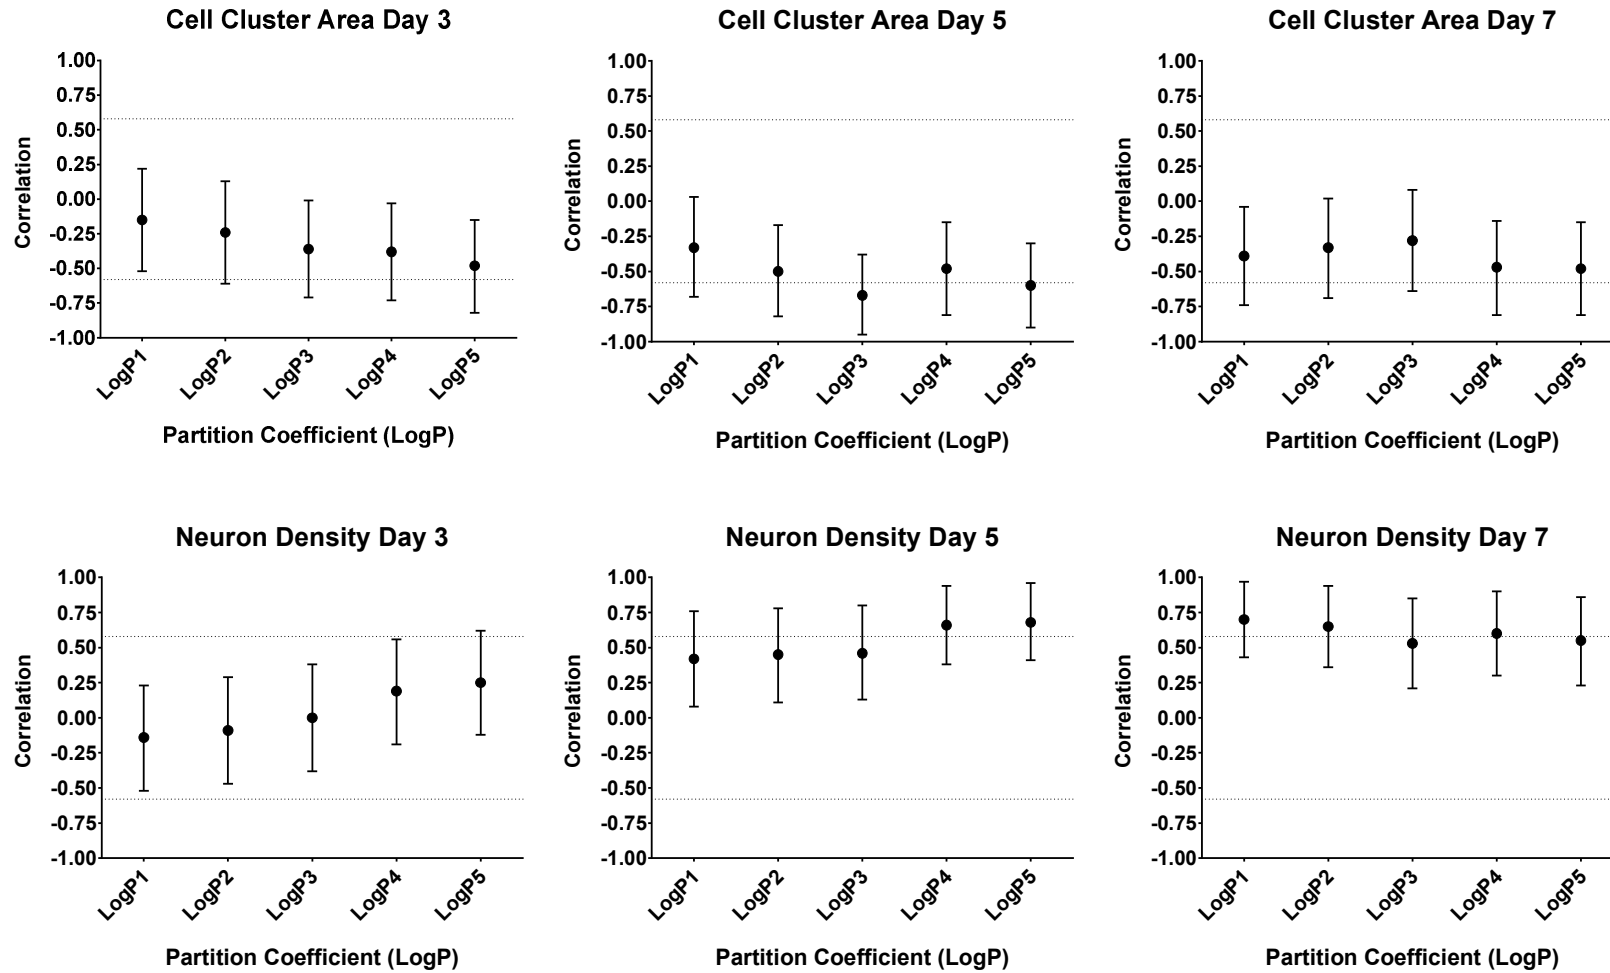 Cell Cluster Area Day 3
1.00
0.75
0.50
0.25
0.00
-0.25
-0.50
-0.75
-1.00
Correlation
LogP1
LogP2
LogP3
LogP4
LogP5
Partition Coefficient (LogP)
Cell Cluster Area Day 5
1.00
0.75
0.50
0.25
0.00
-0.25
-0.50
-0.75
-1.00
Correlation
LogP1
LogP2
LogP3
LogP4
LogP5
Partition Coefficient (LogP)
Cell Cluster Area Day 7
1.00
0.75
0.50
0.25
0.00
-0.25
-0.50
-0.75
-1.00
Correlation
LogP1
LogP2
LogP3
LogP4
LogP5
Partition Coefficient (LogP)
Neuron Density Day 3
1.00
0.75
0.50
0.25
0.00
-0.25
-0.50
-0.75
-1.00
Correlation
LogP1
LogP2
LogP3
LogP4
LogP5
Partition Coefficient (LogP)
Neuron Density Day 5
1.00
0.75
0.50
0.25
0.00
-0.25
-0.50
-0.75
-1.00
Correlation
LogP1
LogP2
LogP3
LogP4
LogP5
Partition Coefficient (LogP)
Neuron Density Day 7
1.00
0.75
0.50
0.25
0.00
-0.25
-0.50
-0.75
-1.00
Correlation
LogP1
LogP2
LogP3
LogP4
LogP5
Partition Coefficient (LogP)